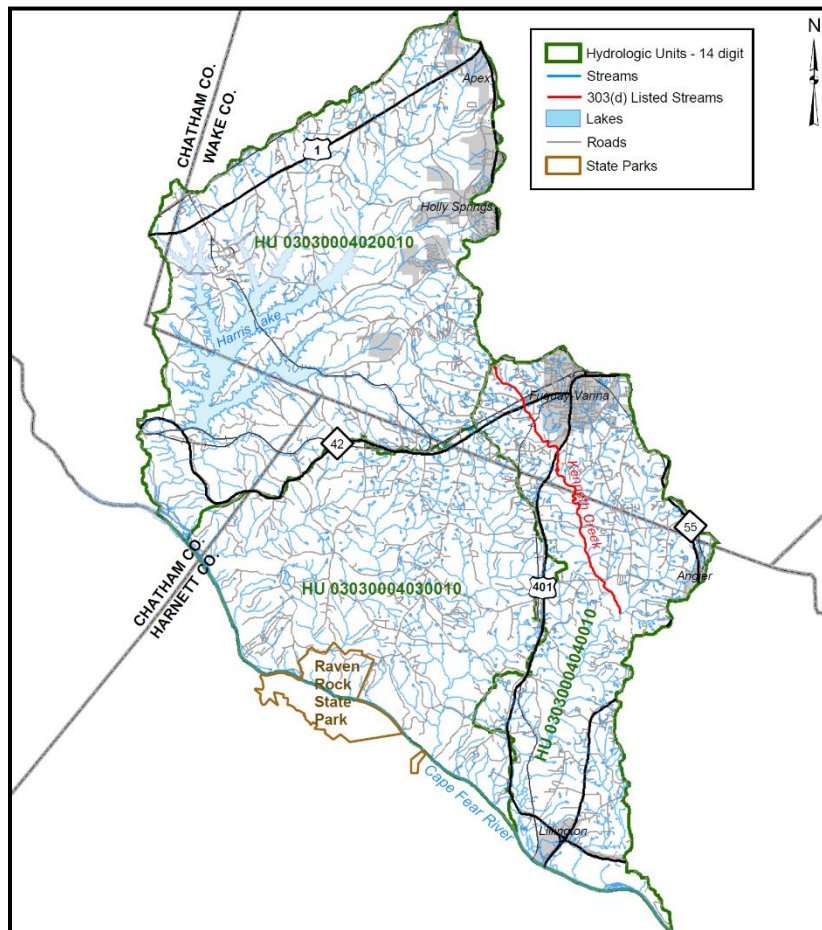 N
Hydrologic Units - 14 digit
Streams
303(d) Listed Streams
Lakes
Roads
State Parks
CHATHAM CO.
WAKE CO.
Apex
1
Holly Springs
HU 03030004020010
Harris Lake
Fuquay-Varina
42
Kenneth Creek
55
Angier
CHATHAM CO.
HARNETT CO.
HU 03030004030010
401
HU 03030004040010
Raven
Rock
State
Park
Cape Fear River
Lillington